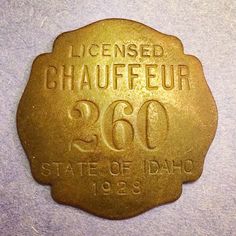 LICENSED
CHAUFFEUR
260
STATE OF IDAHO
1928